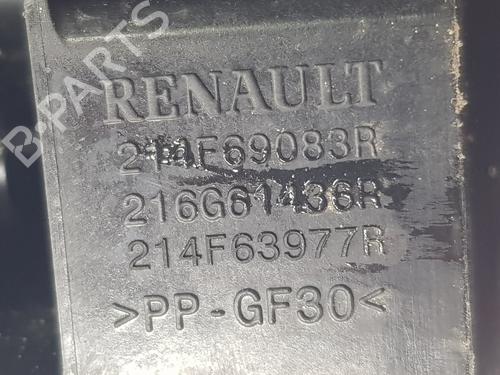 B-PARTS
RENAULT
214F69083R
216G61436R
214F63977R
>PP-GF30<